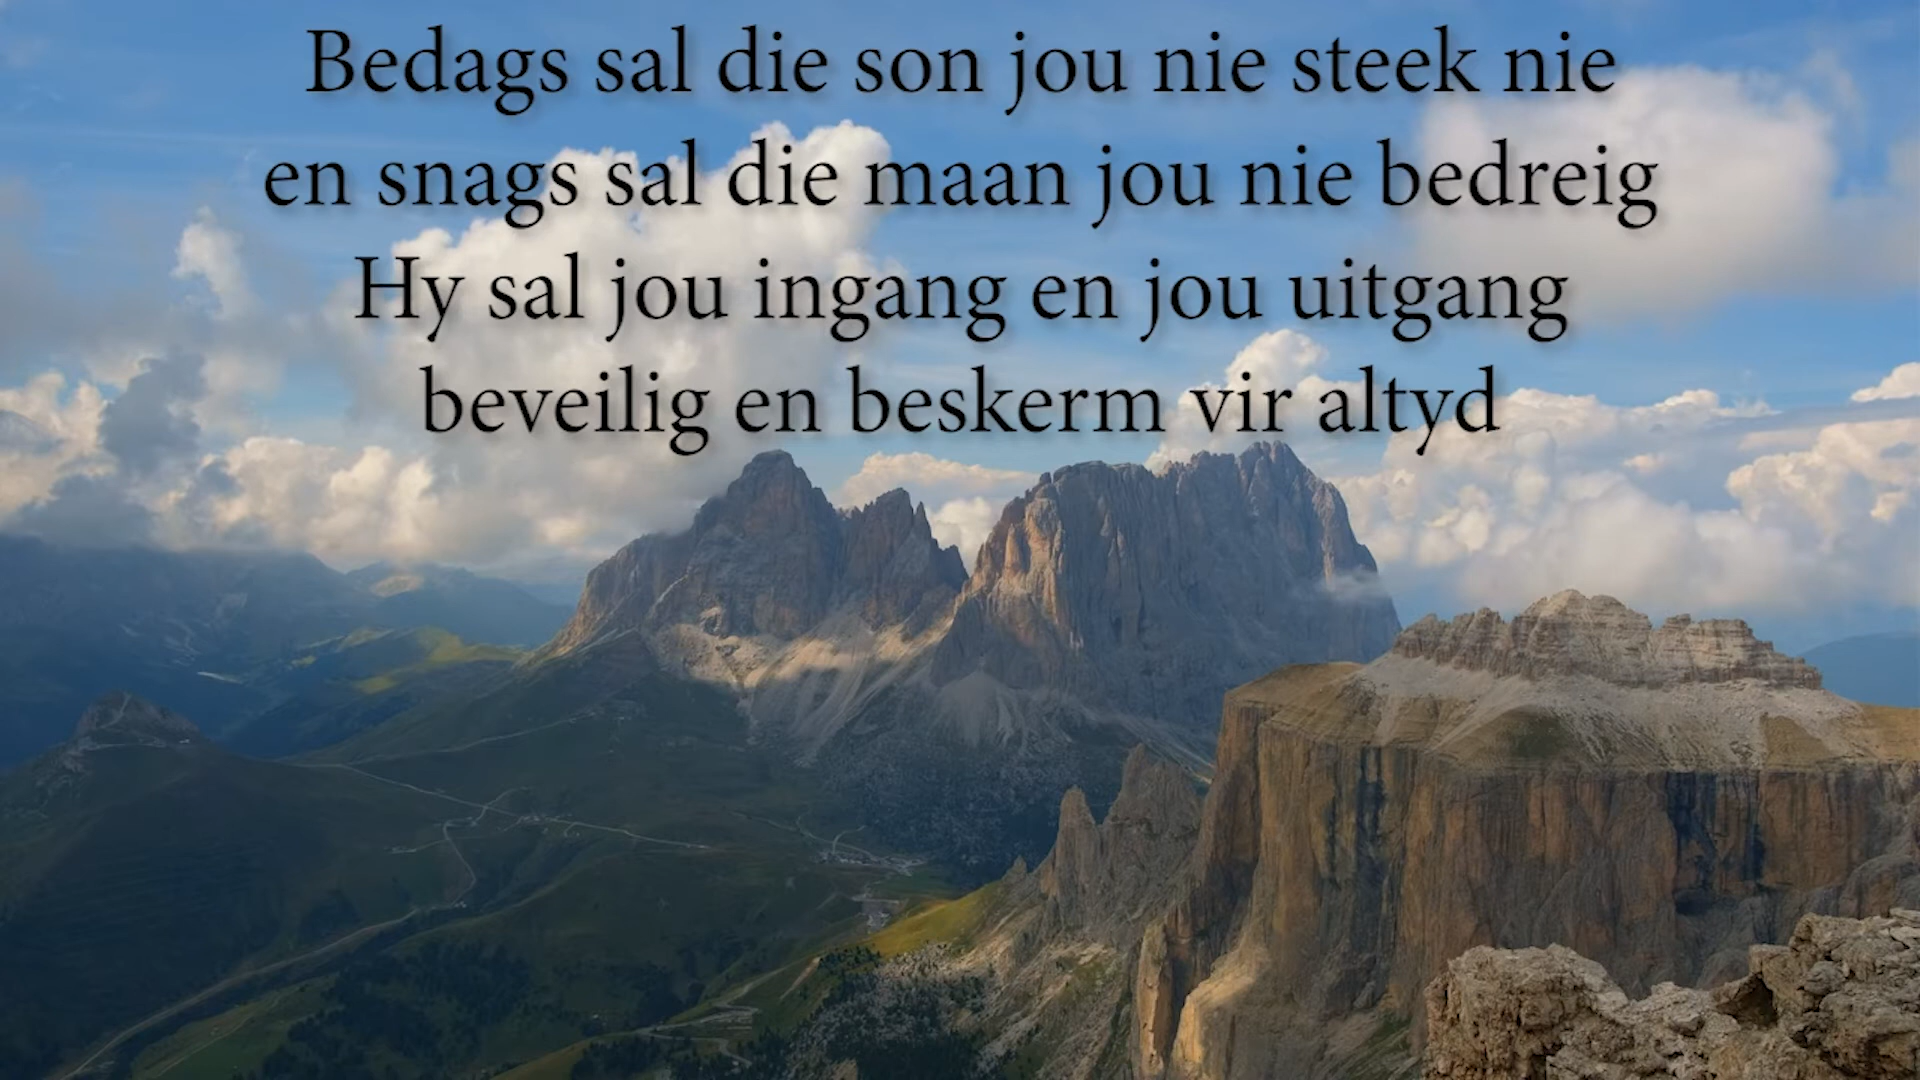 Bedags sal die son jou nie steek nie
en snags sal die maan jou nie bedreig
Hy sal jou ingang en jou uitgang
beveilig en beskerm vir altyd